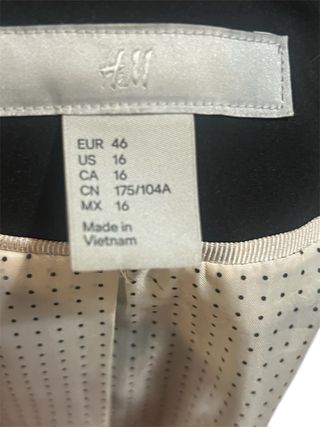 H&M
EUR 46
US 16
CA 16
CN 175/104A
MX 16
Made in
Vietnam